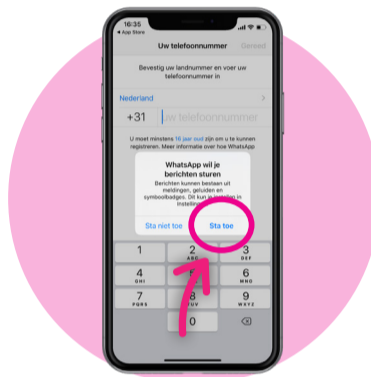 16:35
App Store
Uw telefoonnummer Gereed
Bevestig uw landnummer en voer uw
telefoonnummer in
Nederland
+31 uw telefoonnummer
U moet minstens 16 jaar oud zijn om u te kunnen
registreren. Meer informatie over hoe WhatsApp
WhatsApp wil je
berichten sturen
Berichten kunnen bestaan uit
meldingen, geluiden en
symboolbadges. Dit kun je instellen in
Sta niet toe Sta toe
1 2 3
ABC DEF
4 6
GHI MNO
7 8 9
PQRS TUV WXYZ
0